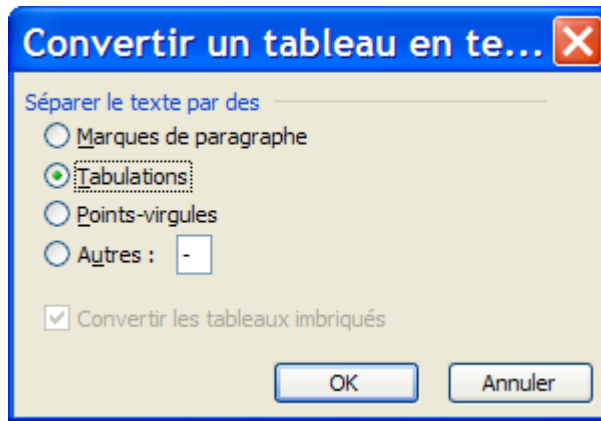 Convertir un tableau en te...
Séparer le texte par des
Marques de paragraphe
Tabulations
Points-virgules
Autres : -
Convertir les tableaux imbriqués
OK Annuler